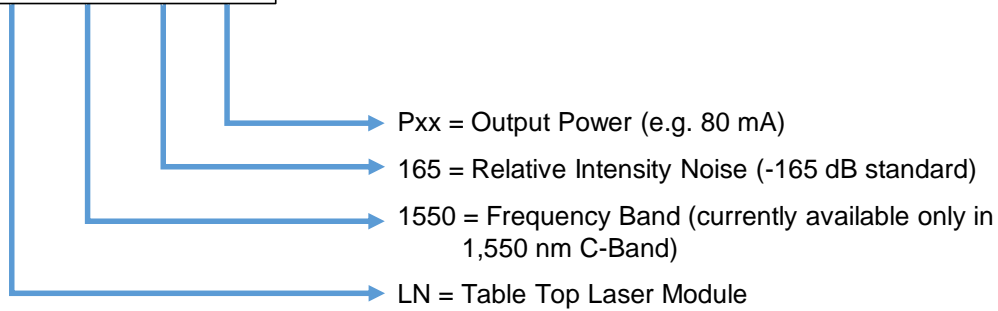 Pxx = Output Power (e.g. 80 mA)
165 = Relative Intensity Noise (-165 dB standard)
1550 = Frequency Band (currently available only in
1,550 nm C-Band)
LN = Table Top Laser Module